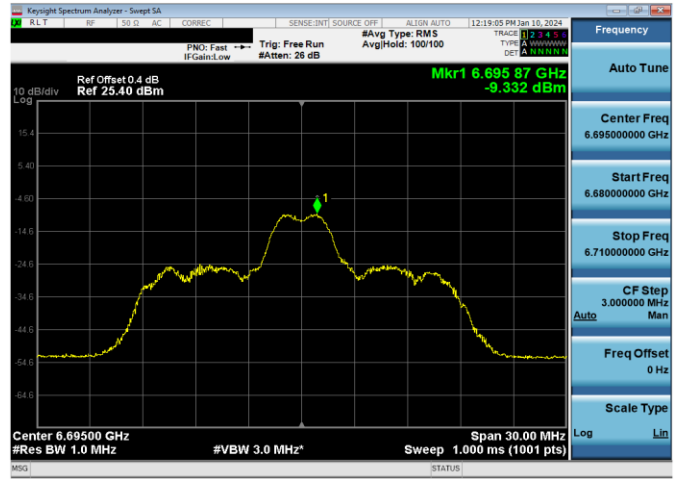 Keysight Spectrum Analyzer - Swept SA
RLT RF 50 Ω AC CORREC SENSE:INT SOURCE OFF ALIGN AUTO 12:19:05 PM Jan 10, 2024
#Avg Type: RMS TRACE 1 2 3 4 5 6
PNO: Fast Trig: Free Run Avg|Hold: 100/100 TYPE A WWWWW
IFGain:Low #Atten: 26 dB DET A N N N N N
Mkr1 6.695 87 GHz
-9.332 dBm
Ref Offset 0.4 dB
10 dB/div Ref 25.40 dBm
Log
15.4
5.40
-4.60
-14.6
-24.6
-34.6
-44.6
-54.6
-64.6
1
Center 6.69500 GHz Span 30.00 MHz
#Res BW 1.0 MHz #VBW 3.0 MHz* Sweep 1.000 ms (1001 pts)
MSG STATUS
Frequency
Auto Tune
Center Freq
6.695000000 GHz
Start Freq
6.680000000 GHz
Stop Freq
6.710000000 GHz
CF Step
3.000000 MHz
Auto Man
Freq Offset
0 Hz
Scale Type
Log Lin